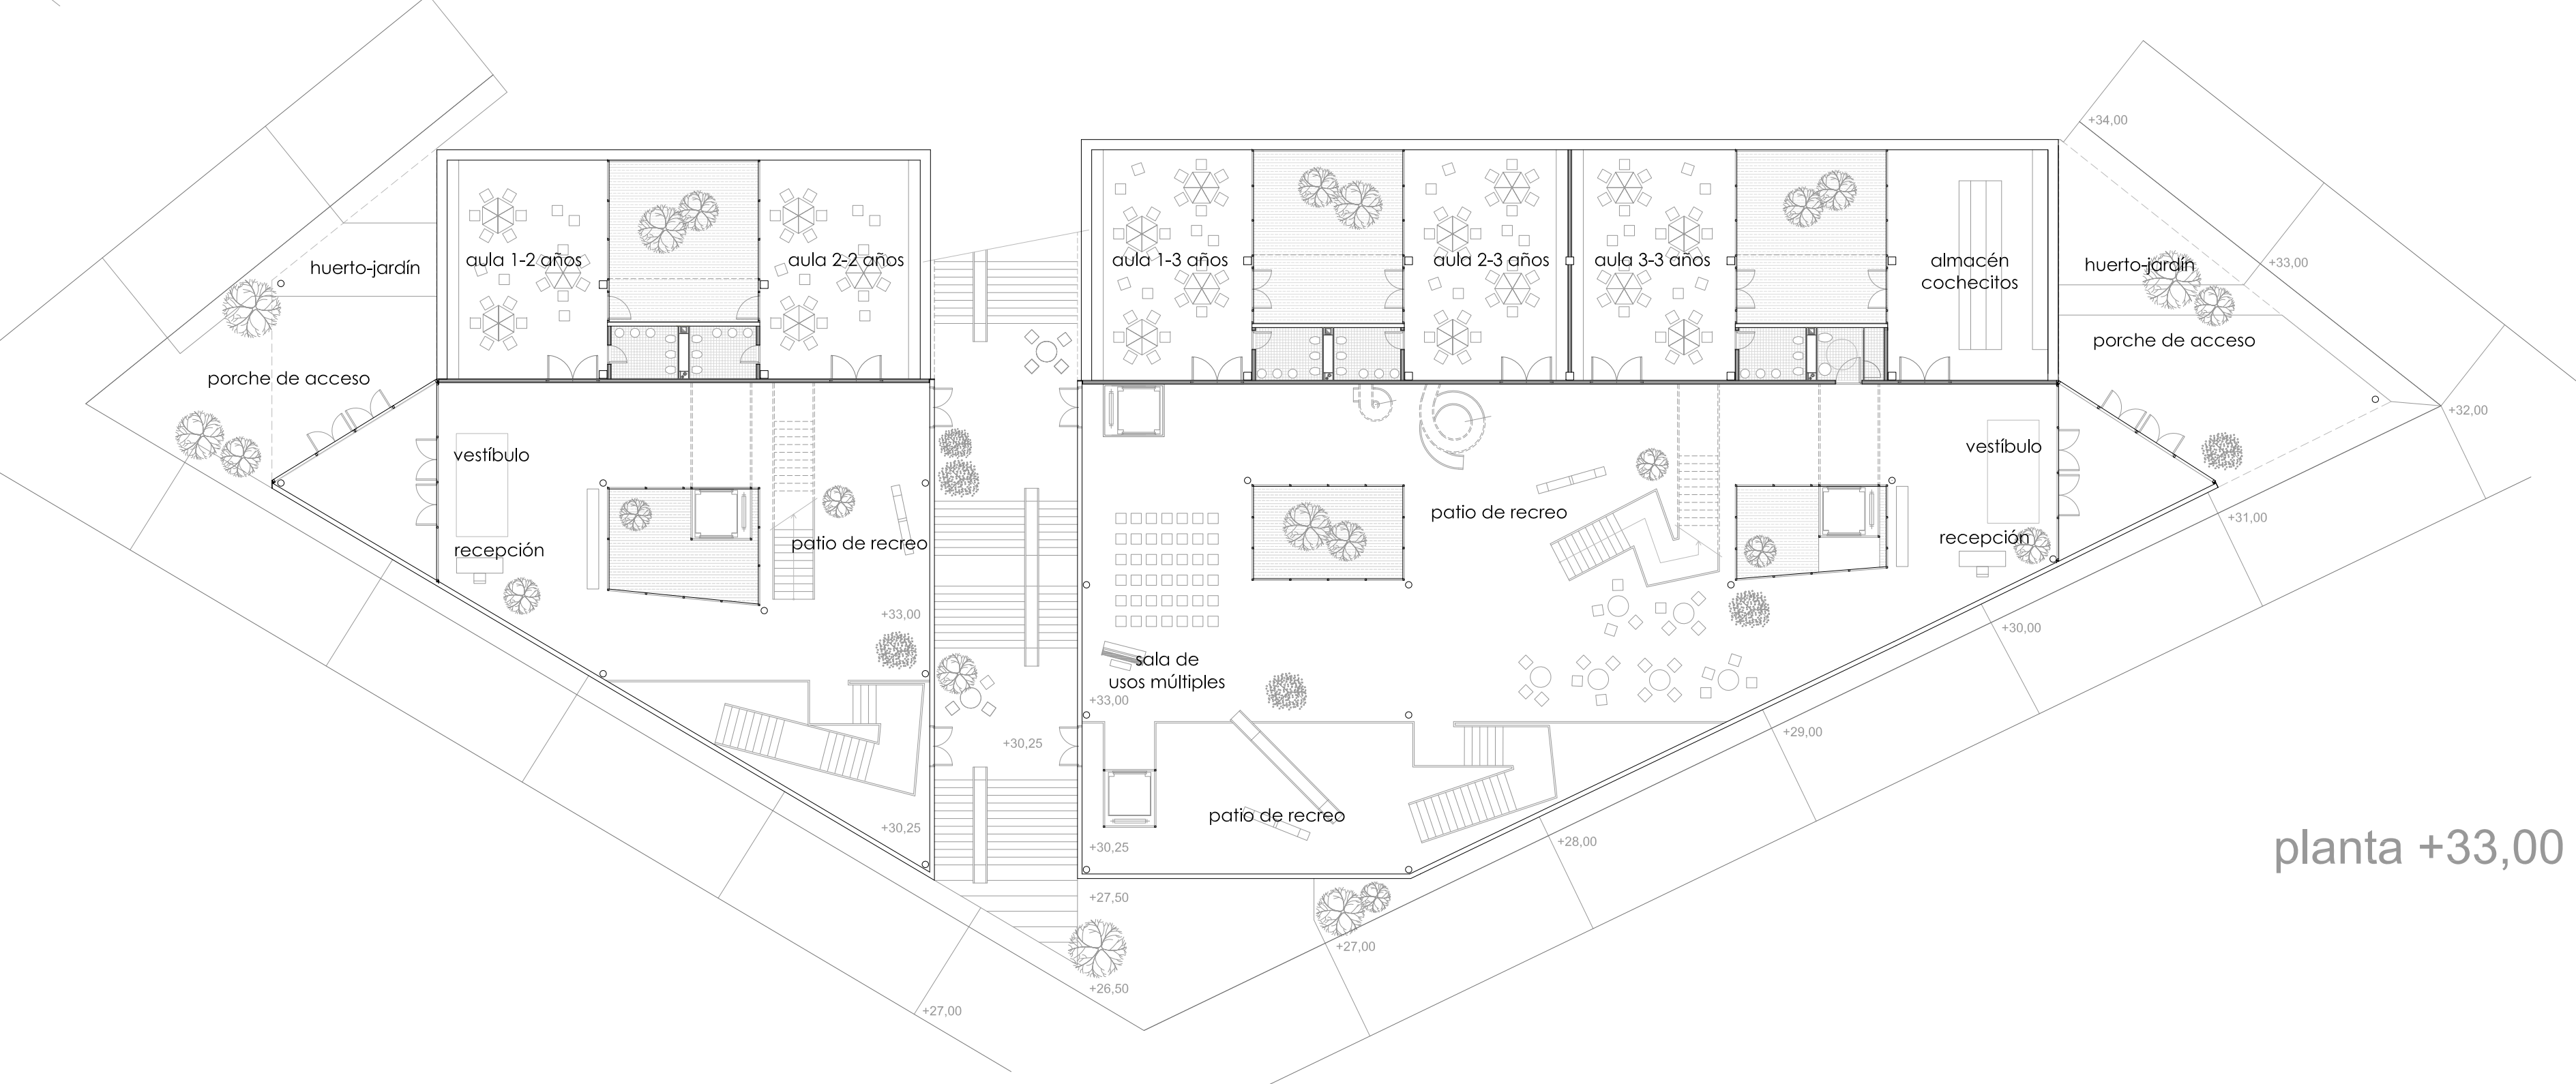 +34,00
huerto-jardín
aula 1-2 años
aula 2-2 años
aula 1-3 años
aula 2-3 años
aula 3-3 años
almacén
cochecitos
huerto-jardín
+33,00
porche de acceso
porche de acceso
+32,00
vestíbulo
vestíbulo
patio de recreo
+31,00
recepción
patio de recreo
recepción
+33,00
+30,00
sala de
usos múltiples
+33,00
+30,25
+29,00
patio de recreo
+30,25
+30,25
+28,00
planta +33,00
+27,50
+27,00
+26,50
+27,00